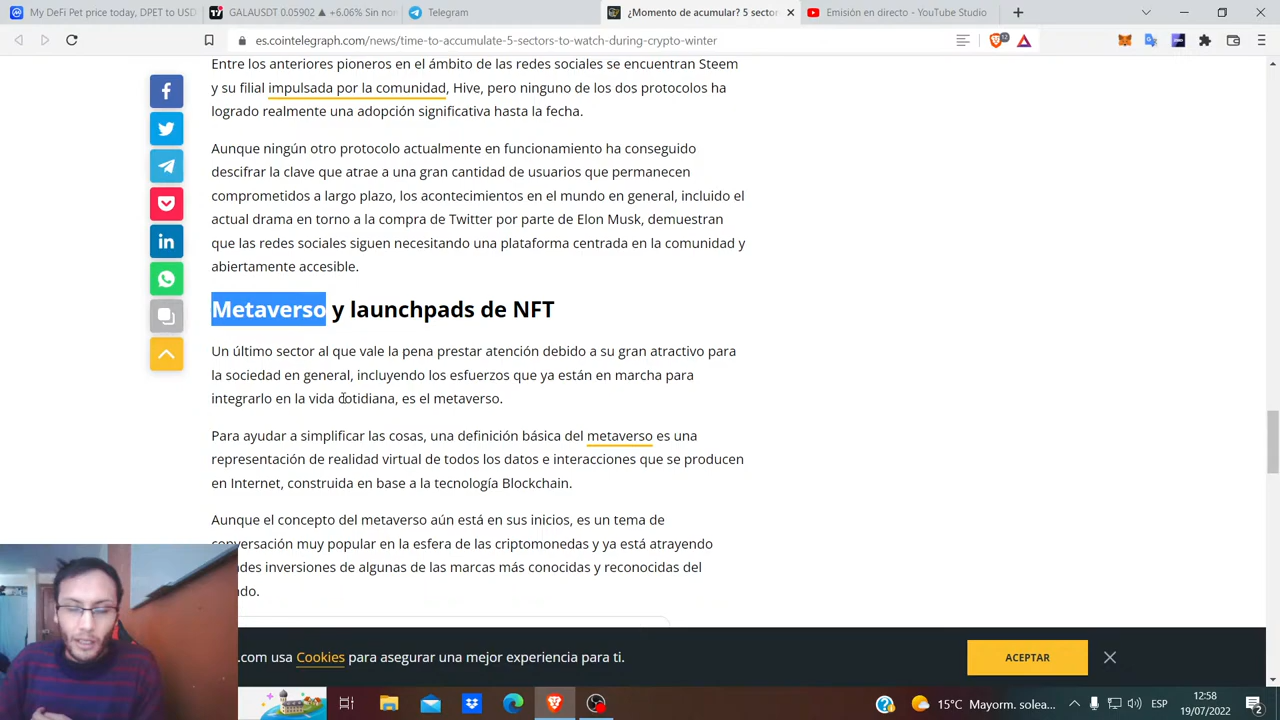 My DeFi Pet price today, DPET to USD
GALAUSDT 0.05902 ▲ +6.06% Sin nom
Telegram
¿Momento de acumular? 5 sector
Emisión en directo - YouTube Studio
es.cointelegraph.com/news/time-to-accumulate-5-sectors-to-watch-during-crypto-winter
12
Entre los anteriores pioneros en el ámbito de las redes sociales se encuentran Steem
y su filial impulsada por la comunidad, Hive, pero ninguno de los dos protocolos ha
logrado realmente una adopción significativa hasta la fecha.
Aunque ningún otro protocolo actualmente en funcionamiento ha conseguido
descifrar la clave que atrae a una gran cantidad de usuarios que permanecen
comprometidos a largo plazo, los acontecimientos en el mundo en general, incluido el
actual drama en torno a la compra de Twitter por parte de Elon Musk, demuestran
que las redes sociales siguen necesitando una plataforma centrada en la comunidad y
abiertamente accesible.
Metaverso y launchpads de NFT
Un último sector al que vale la pena prestar atención debido a su gran atractivo para
la sociedad en general, incluyendo los esfuerzos que ya están en marcha para
integrarlo en la vida cotidiana, es el metaverso.
Para ayudar a simplificar las cosas, una definición básica del metaverso es una
representación de realidad virtual de todos los datos e interacciones que se producen
en Internet, construida en base a la tecnología Blockchain.
Aunque el concepto del metaverso aún está en sus inicios, es un tema de
conversación muy popular en la esfera de las criptomonedas y ya está atrayendo
ndes inversiones de algunas de las marcas más conocidas y reconocidas del
ndo.
.com usa Cookies para asegurar una mejor experiencia para ti.
ACEPTAR
15°C Mayorm. solea...
ESP
12:58
19/07/2022
2